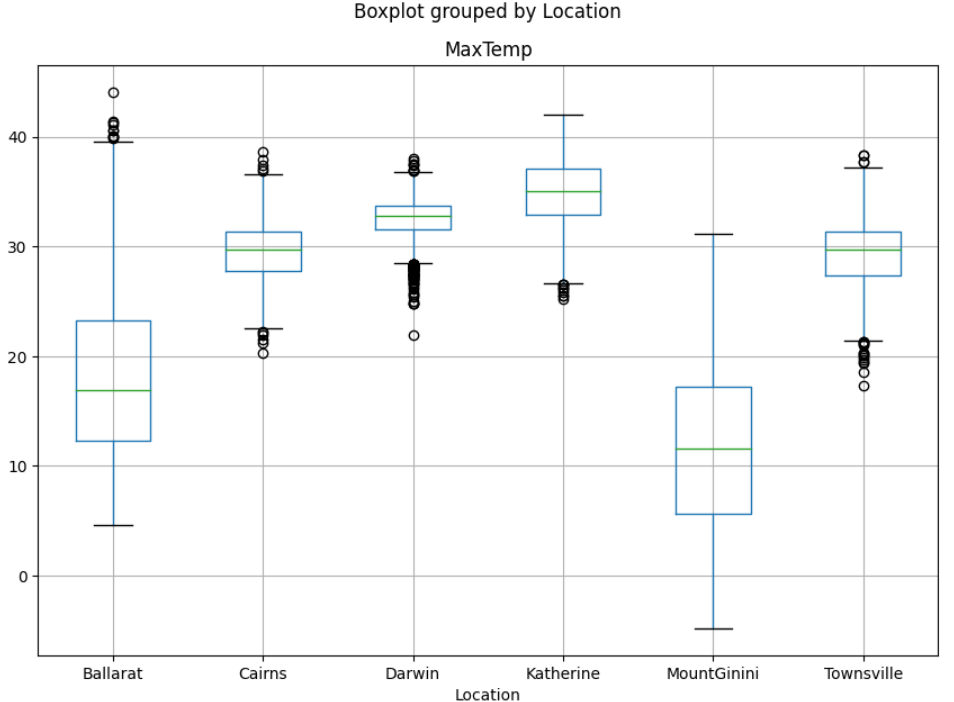 Boxplot grouped by Location
MaxTemp
40
30
20
10
0
Ballarat Cairns Darwin Katherine MountGinini Townsville
Location